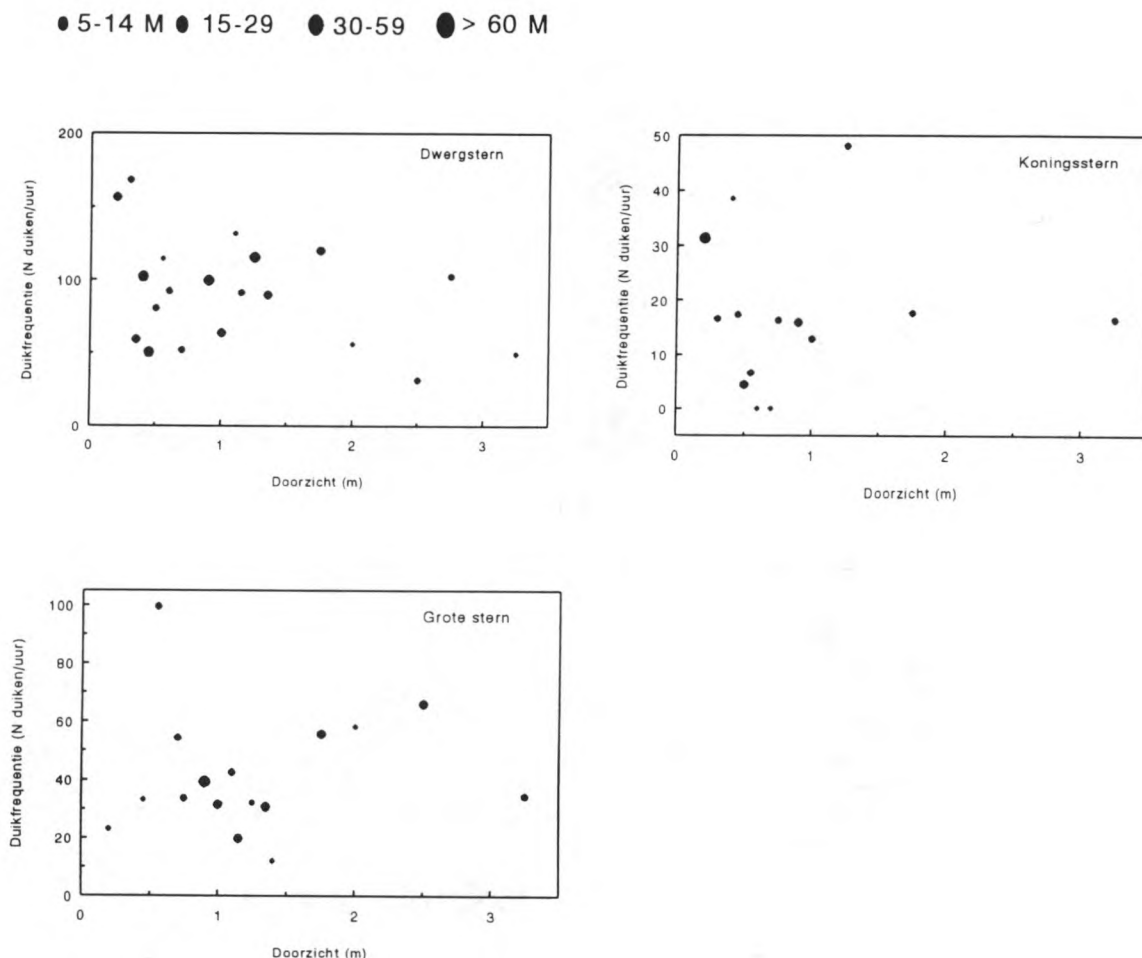 5-14 M 15-29 30-59 > 60 M
Dwergstern
Duikfrequentie (N duiken/uur)
200
100
0
0 1 2 3
Doorzicht (m)
Koningsstern
Duikfrequentie (N duiken/uur)
50
40
30
20
10
0
0 1 2 3
Doorzicht (m)
Grote stern
Duikfrequentie (N duiken/uur)
100
80
60
40
20
0
0 1 2 3
Doorzicht (m)